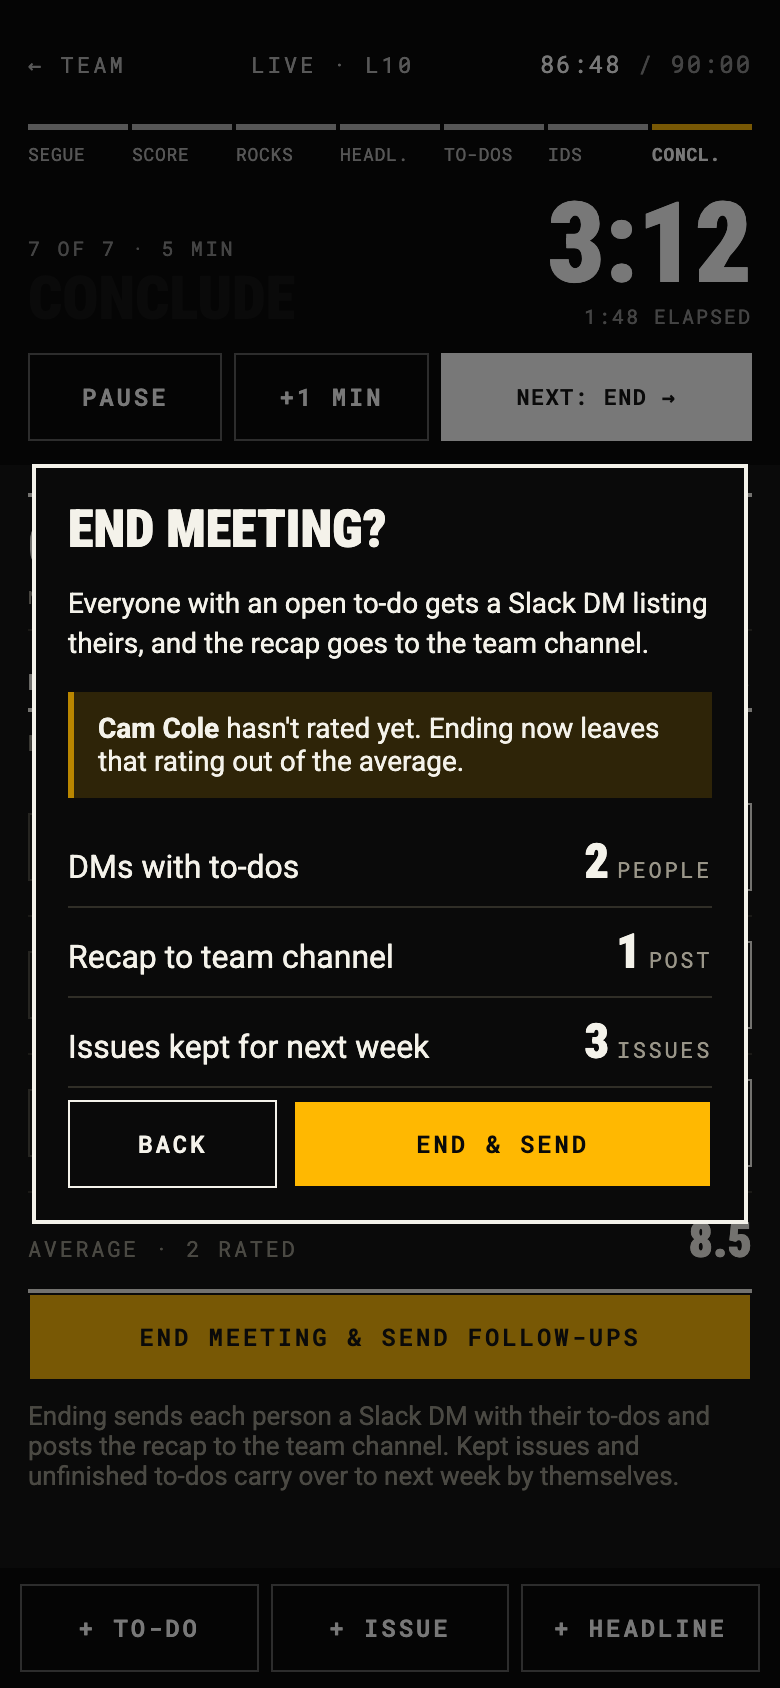 ← TEAM
LIVE · L10
86:48 / 90:00
SEGUE
SCORE
ROCKS
HEADL.
TO-DOS
IDS
CONCL.
7 OF 7 · 5 MIN
CONCLUDE
3:12
1:48 ELAPSED
PAUSE
+1 MIN
NEXT: END →
END MEETING?
Everyone with an open to-do gets a Slack DM listing
theirs, and the recap goes to the team channel.
Cam Cole hasn't rated yet. Ending now leaves
that rating out of the average.
DMs with to-dos
2 PEOPLE
Recap to team channel
1 POST
Issues kept for next week
3 ISSUES
BACK
END & SEND
AVERAGE · 2 RATED
8.5
END MEETING & SEND FOLLOW-UPS
Ending sends each person a Slack DM with their to-dos and
posts the recap to the team channel. Kept issues and
unfinished to-dos carry over to next week by themselves.
+ TO-DO
+ ISSUE
+ HEADLINE